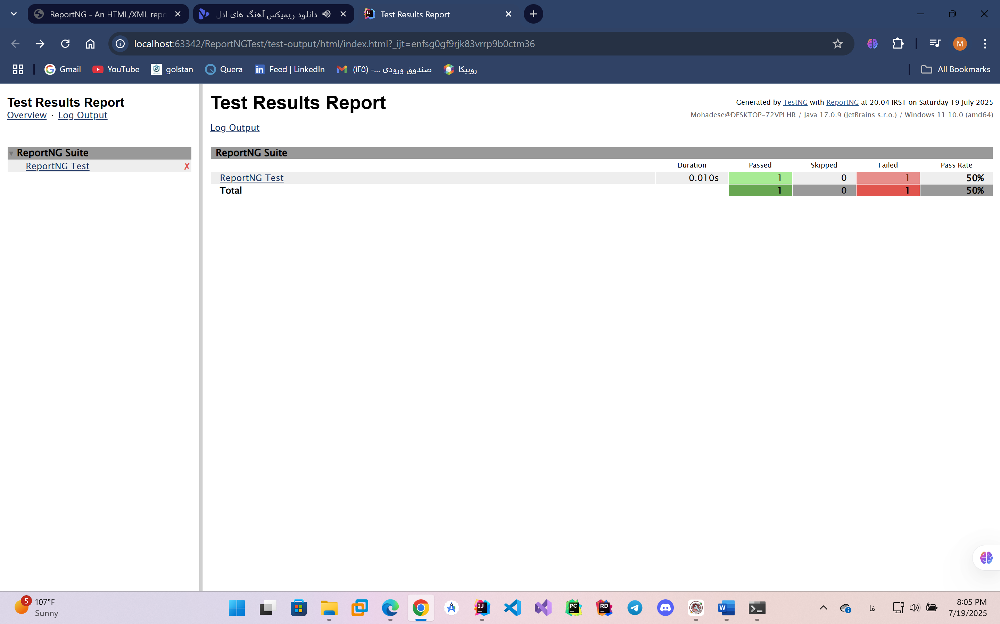 ReportNG - An HTML/XML repo
دانلود ریمیکس آهنگ های ادل
Test Results Report
localhost:63342/ReportNGTest/test-output/html/index.html?_ijt=enfsg0gf9rjk83vrrp9b0ctm36
M
Gmail
YouTube
golstan
Quera
Feed | LinkedIn
صندوق ورودی ...- (۱۲۵)
روبیکا
All Bookmarks
Test Results Report
Overview · Log Output
ReportNG Suite
ReportNG Test ✗
Test Results Report
Generated by TestNG with ReportNG at 20:04 IRST on Saturday 19 July 2025
Mohadese@DESKTOP-72VPLHR / Java 17.0.9 (JetBrains s.r.o.) / Windows 11 10.0 (amd64)
Log Output
ReportNG Suite
Duration Passed Skipped Failed Pass Rate
ReportNG Test 0.010s 1 0 1 50%
Total 1 0 1 50%
5
107°F
Sunny
IJ
PC
RD
W
فا
8:05 PM
7/19/2025